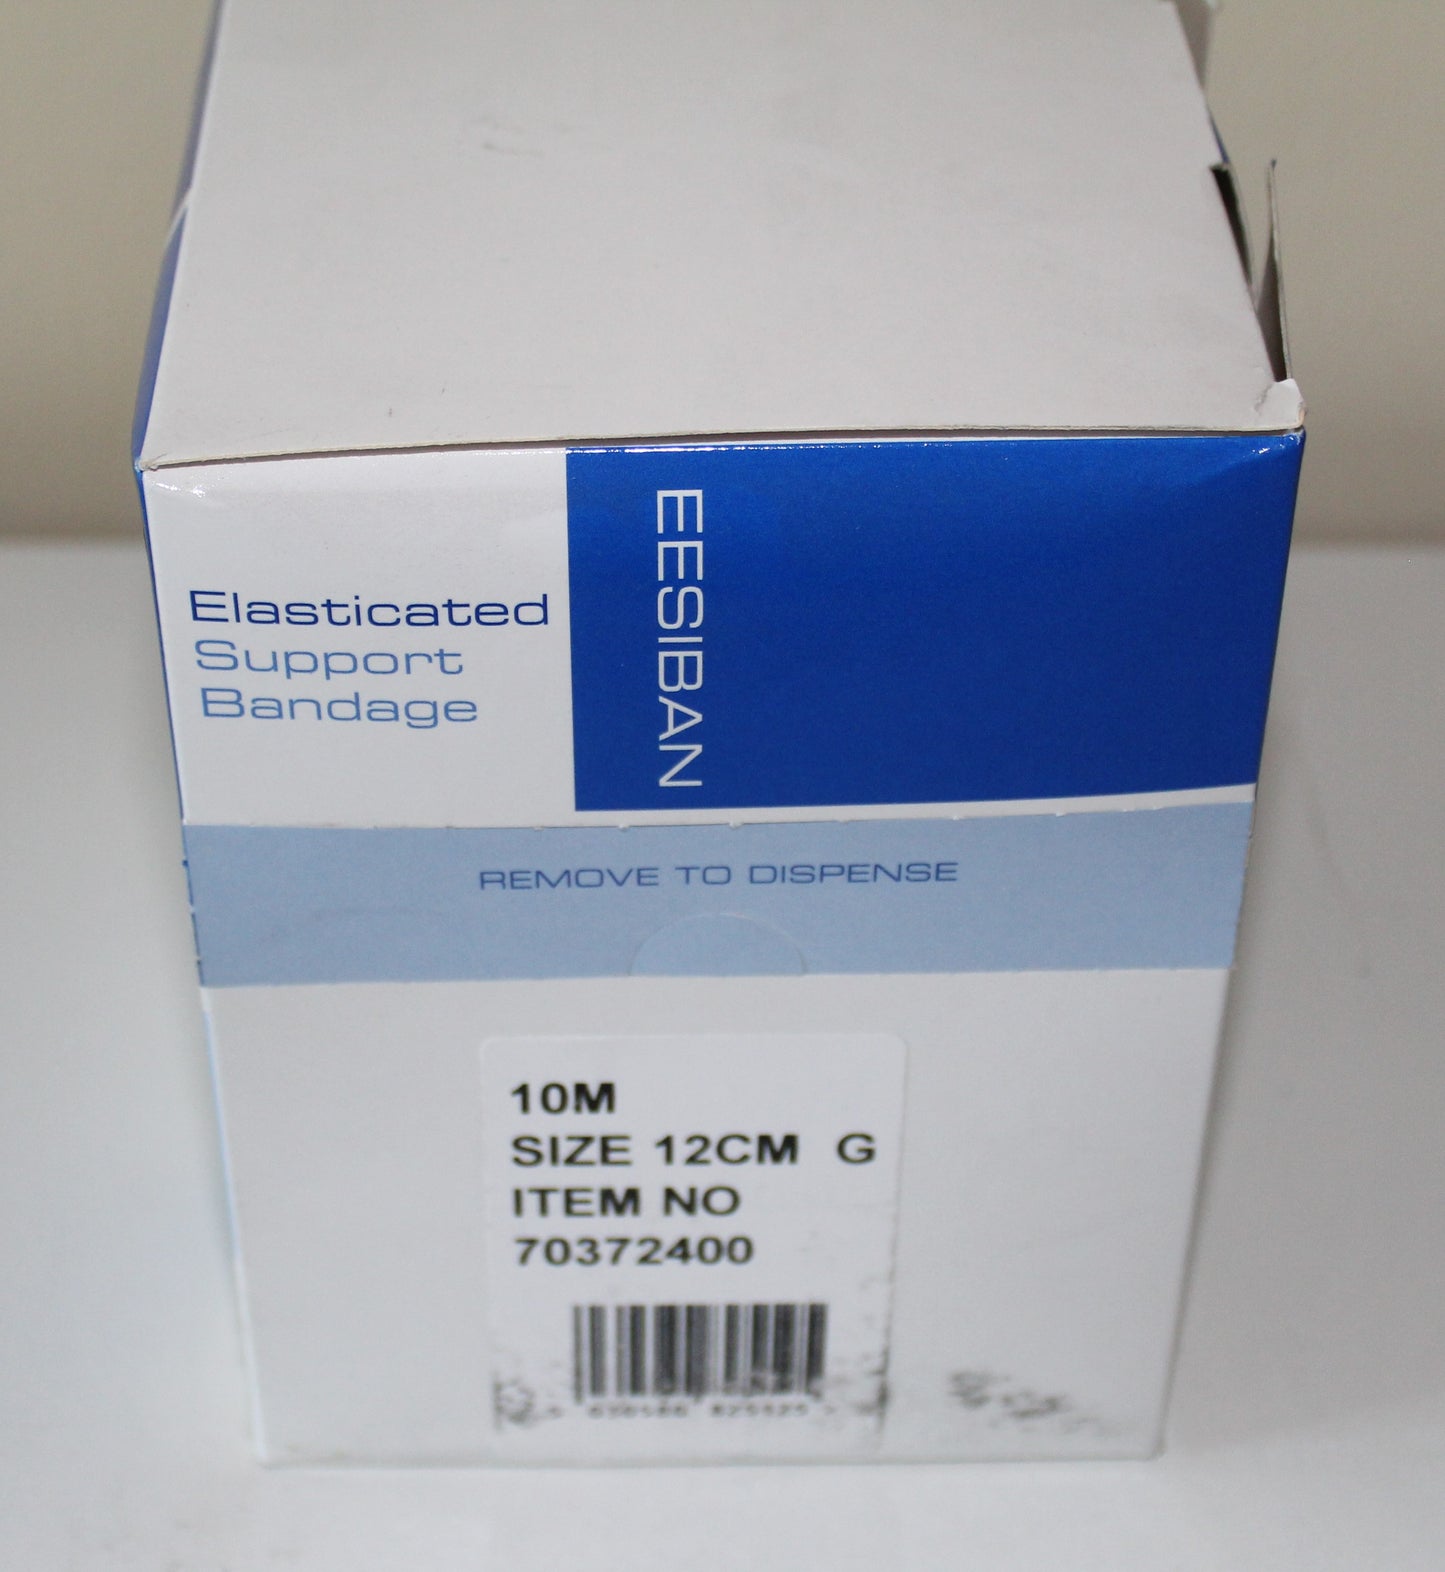 Elasticated
Support
Bandage
EESIBAN
REMOVE TO DISPENSE
10M
SIZE 12CM G
ITEM NO
70372400